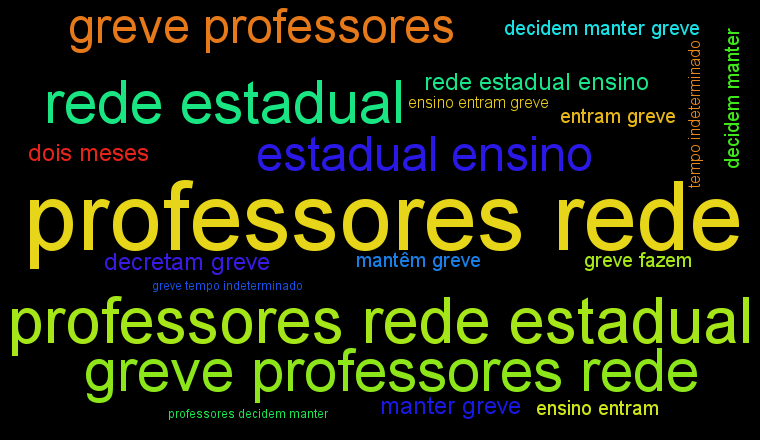 greve professores
decidem manter greve
rede estadual
rede estadual ensino
ensino entram greve
entram greve
tempo indeterminado
decidem manter
dois meses
estadual ensino
professores rede
decretam greve
mantêm greve
greve fazem
greve tempo indeterminado
professores rede estadual
greve professores rede
professores decidem manter
manter greve
ensino entram